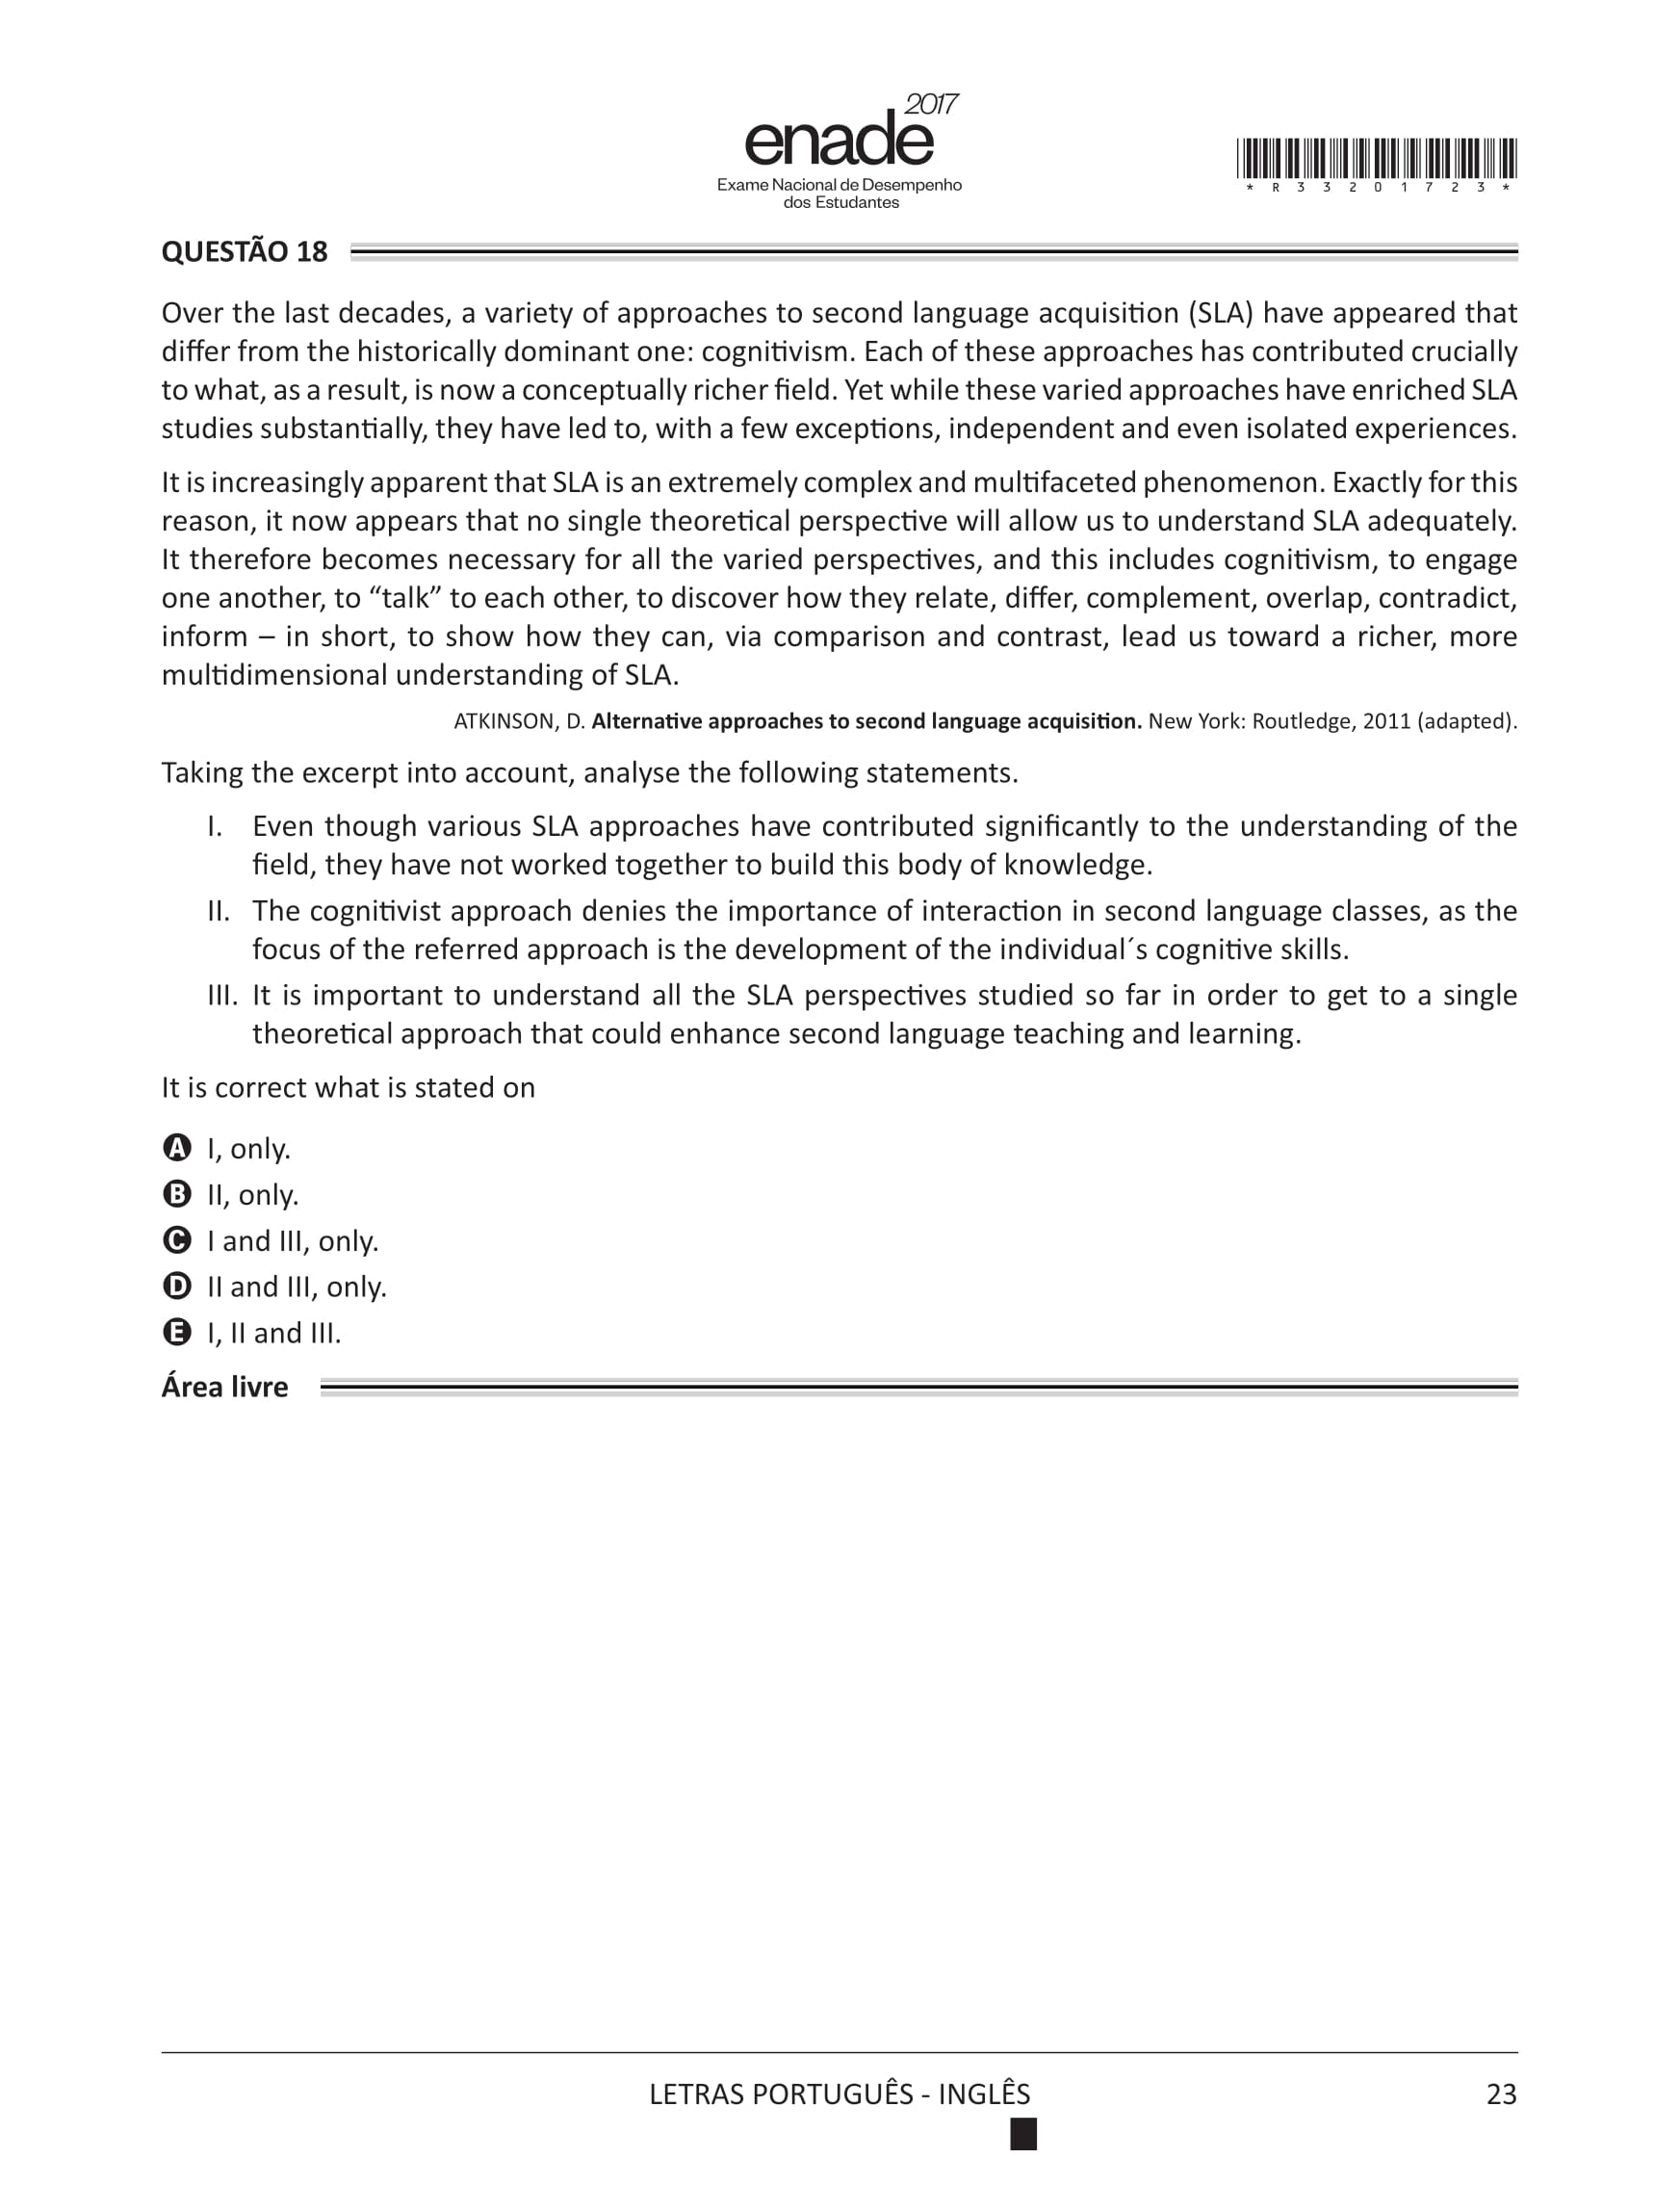 2017
enade
Exame Nacional de Desempenho
dos Estudantes
* R 3 3 2 0 1 7 2 3 *
QUESTÃO 18
Over the last decades, a variety of approaches to second language acquisition (SLA) have appeared that
differ from the historically dominant one: cognitivism. Each of these approaches has contributed crucially
to what, as a result, is now a conceptually richer field. Yet while these varied approaches have enriched SLA
studies substantially, they have led to, with a few exceptions, independent and even isolated experiences.
It is increasingly apparent that SLA is an extremely complex and multifaceted phenomenon. Exactly for this
reason, it now appears that no single theoretical perspective will allow us to understand SLA adequately.
It therefore becomes necessary for all the varied perspectives, and this includes cognitivism, to engage
one another, to “talk” to each other, to discover how they relate, differ, complement, overlap, contradict,
inform – in short, to show how they can, via comparison and contrast, lead us toward a richer, more
multidimensional understanding of SLA.
ATKINSON, D. Alternative approaches to second language acquisition. New York: Routledge, 2011 (adapted).
Taking the excerpt into account, analyse the following statements.
I. Even though various SLA approaches have contributed significantly to the understanding of the
field, they have not worked together to build this body of knowledge.
II. The cognitivist approach denies the importance of interaction in second language classes, as the
focus of the referred approach is the development of the individual´s cognitive skills.
III. It is important to understand all the SLA perspectives studied so far in order to get to a single
theoretical approach that could enhance second language teaching and learning.
It is correct what is stated on
A I, only.
B II, only.
C I and III, only.
D II and III, only.
E I, II and III.
Área livre
LETRAS PORTUGUÊS - INGLÊS
23